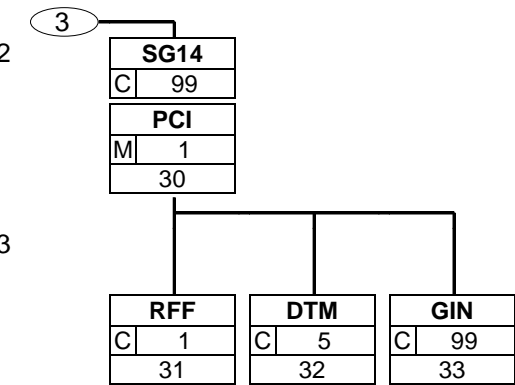 3
2
SG14
C 99
PCI
M 1
30
3
RFF DTM GIN
C 1 C 5 C 99
31 32 33